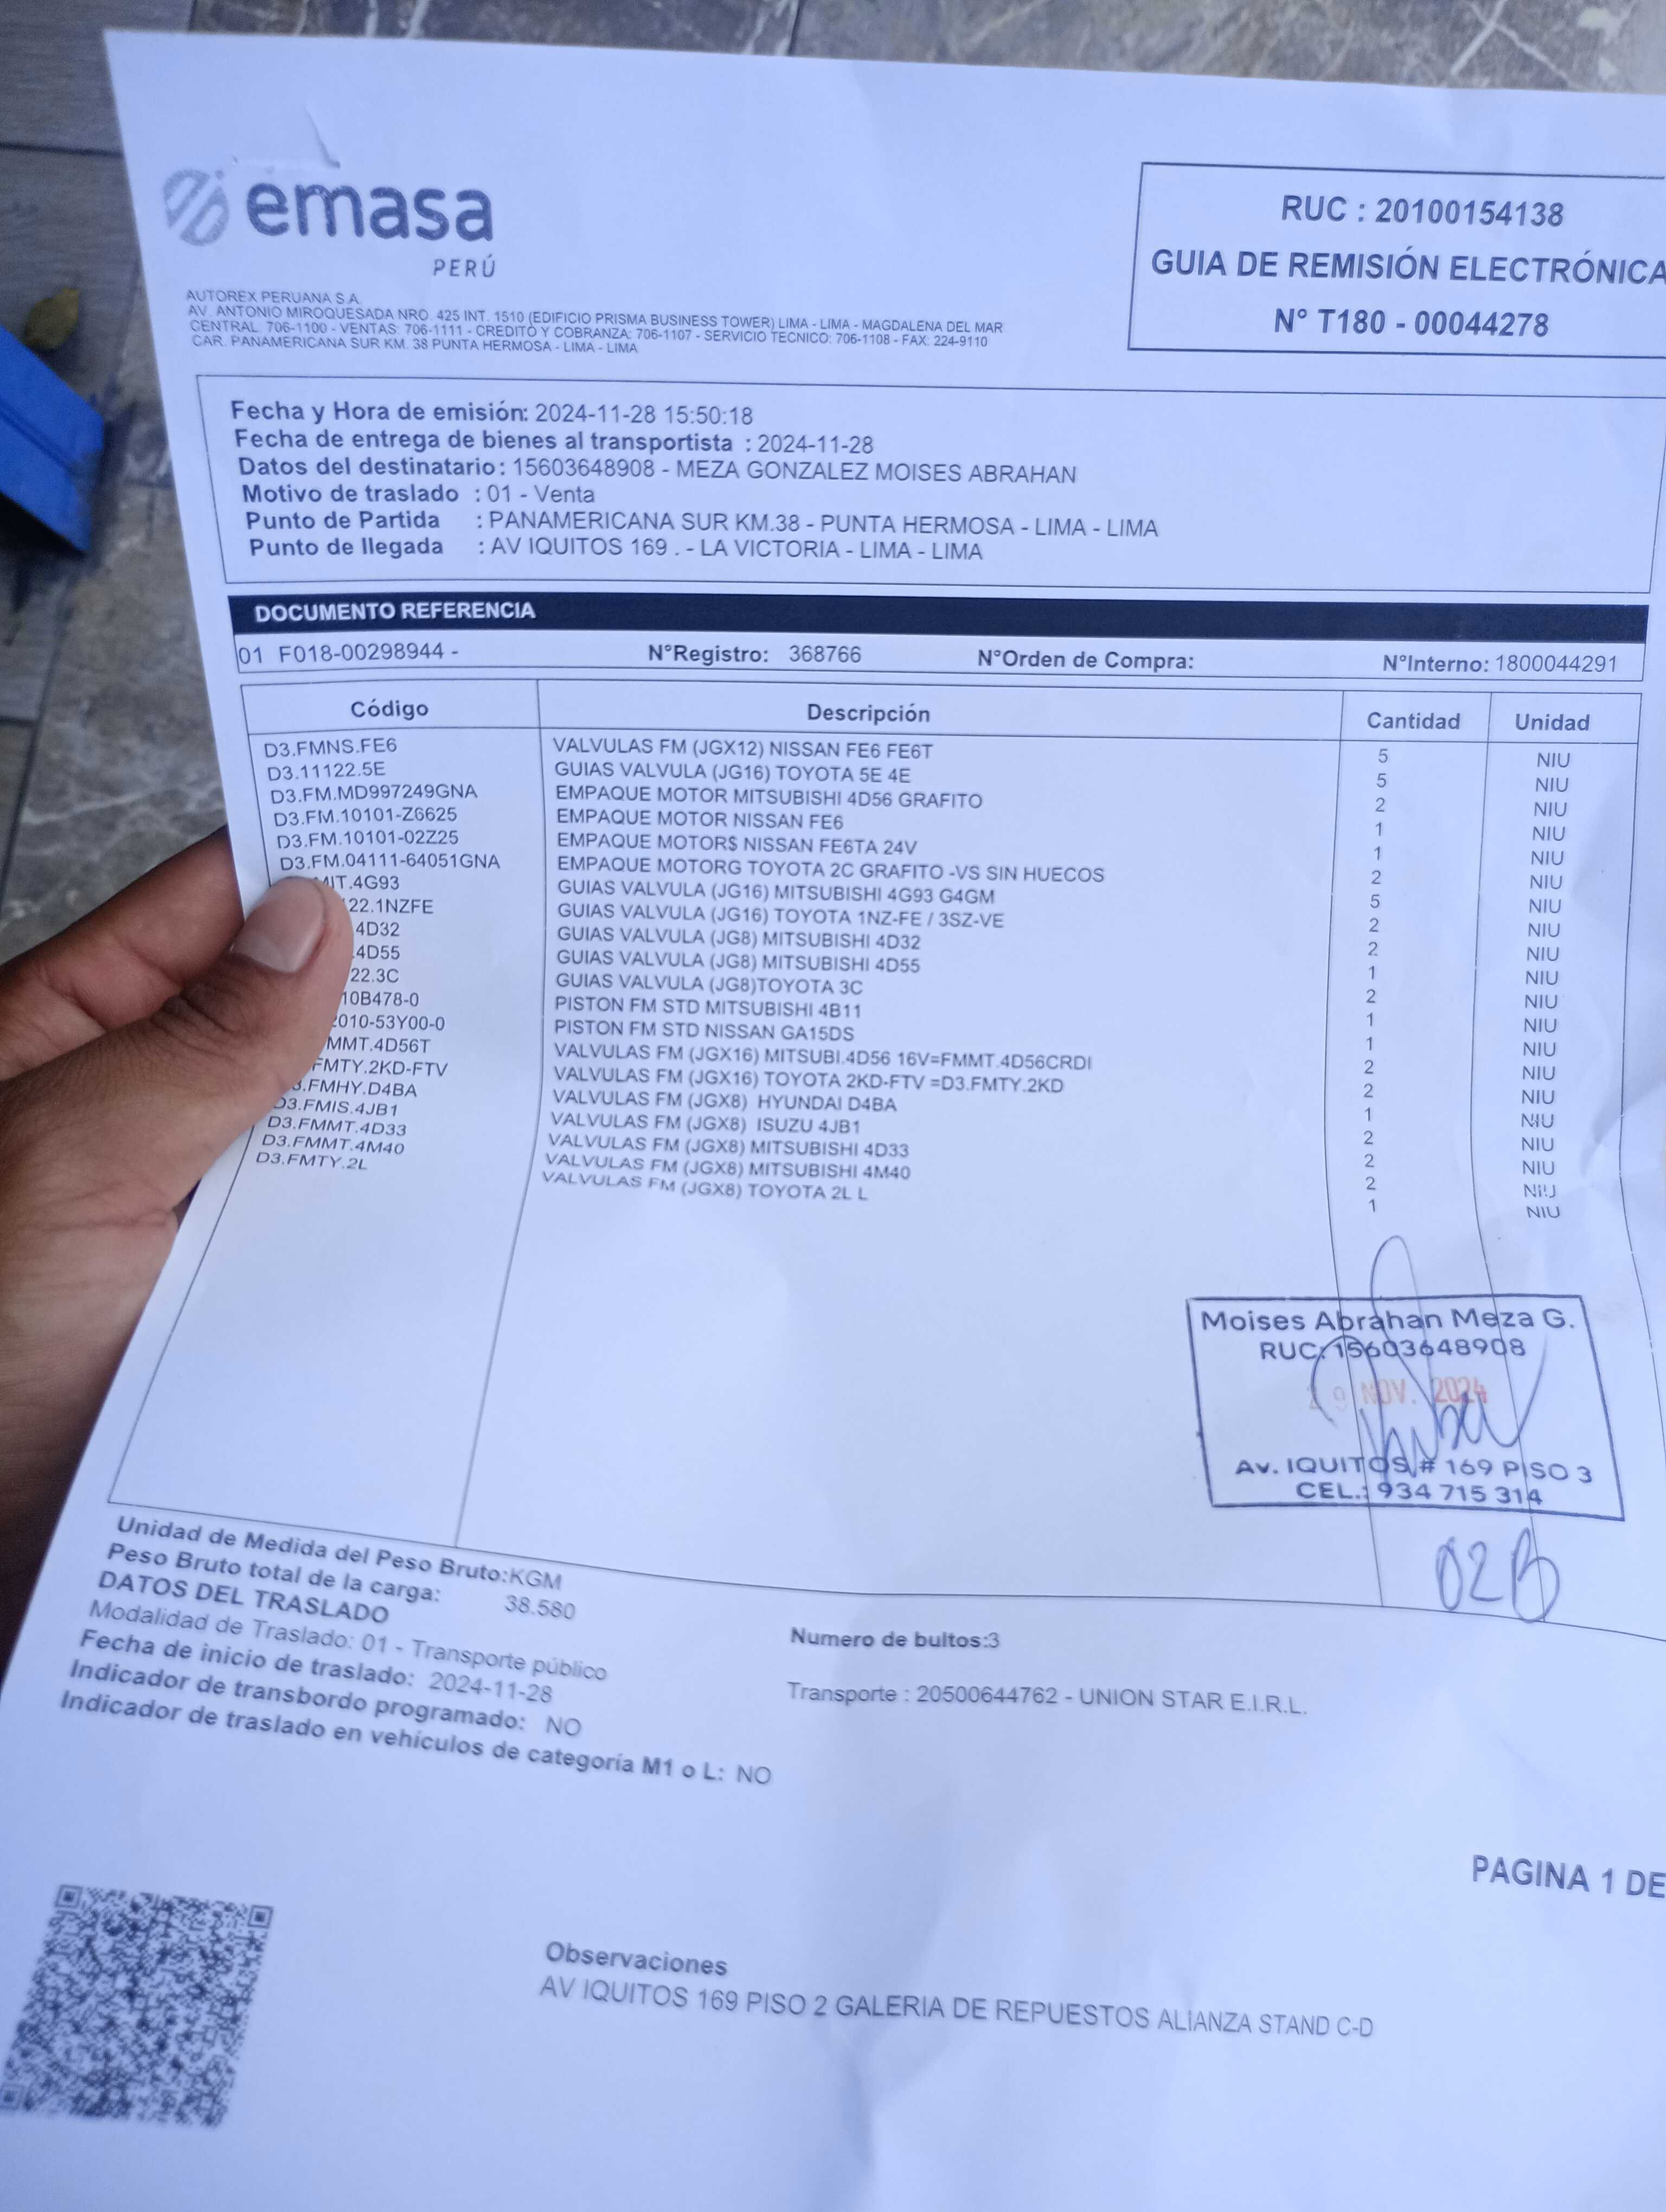 emasa
PERÚ
RUC : 20100154138
GUIA DE REMISIÓN ELECTRÓNICA
N° T180 - 00044278
AUTOREX PERUANA S.A.
AV. ANTONIO MIROQUESADA NRO. 425 INT. 1510 (EDIFICIO PRISMA BUSINESS TOWER) LIMA - LIMA - MAGDALENA DEL MAR
CENTRAL. 706-1100 - VENTAS: 706-1111 - CREDITO Y COBRANZA: 706-1107 - SERVICIO TECNICO: 706-1108 - FAX: 224-9110
CAR. PANAMERICANA SUR KM. 38 PUNTA HERMOSA - LIMA - LIMA
Fecha y Hora de emisión: 2024-11-28 15:50:18
Fecha de entrega de bienes al transportista : 2024-11-28
Datos del destinatario: 15603648908 - MEZA GONZALEZ MOISES ABRAHAN
Motivo de traslado : 01 - Venta
Punto de Partida : PANAMERICANA SUR KM.38 - PUNTA HERMOSA - LIMA - LIMA
Punto de llegada : AV IQUITOS 169 . - LA VICTORIA - LIMA - LIMA
DOCUMENTO REFERENCIA
01 F018-00298944 - N°Registro: 368766 N°Orden de Compra: N°Interno: 1800044291
Código Descripción Cantidad Unidad
D3.FMNS.FE6 VALVULAS FM (JGX12) NISSAN FE6 FE6T 5 NIU
D3.11122.5E GUIAS VALVULA (JG16) TOYOTA 5E 4E 5 NIU
D3.FM.MD997249GNA EMPAQUE MOTOR MITSUBISHI 4D56 GRAFITO 2 NIU
D3.FM.10101-Z6625 EMPAQUE MOTOR NISSAN FE6 1 NIU
D3.FM.10101-02Z25 EMPAQUE MOTOR$ NISSAN FE6TA 24V 1 NIU
D3.FM.04111-64051GNA EMPAQUE MOTORG TOYOTA 2C GRAFITO -VS SIN HUECOS 2 NIU
MIT.4G93 GUIAS VALVULA (JG16) MITSUBISHI 4G93 G4GM 5 NIU
22.1NZFE GUIAS VALVULA (JG16) TOYOTA 1NZ-FE / 3SZ-VE 2 NIU
4D32 GUIAS VALVULA (JG8) MITSUBISHI 4D32 2 NIU
.4D55 GUIAS VALVULA (JG8) MITSUBISHI 4D55 1 NIU
22.3C GUIAS VALVULA (JG8)TOYOTA 3C 2 NIU
10B478-0 PISTON FM STD MITSUBISHI 4B11 1 NIU
2010-53Y00-0 PISTON FM STD NISSAN GA15DS 1 NIU
MMT.4D56T VALVULAS FM (JGX16) MITSUBI.4D56 16V=FMMT.4D56CRDI 2 NIU
FMTY.2KD-FTV VALVULAS FM (JGX16) TOYOTA 2KD-FTV =D3.FMTY.2KD 2 NIU
3.FMHY.D4BA VALVULAS FM (JGX8) HYUNDAI D4BA 1 NIU
D3.FMIS.4JB1 VALVULAS FM (JGX8) ISUZU 4JB1 2 NIU
D3.FMMT.4D33 VALVULAS FM (JGX8) MITSUBISHI 4D33 2 NIU
D3.FMMT.4M40 VALVULAS FM (JGX8) MITSUBISHI 4M40 2 NIU
D3.FMTY.2L VALVULAS FM (JGX8) TOYOTA 2L L 1 NIU
Moises Abrahan Meza G.
RUC: 15603648908
29 NOV. 2024
Av. IQUITOS # 169 PISO 3
CEL.: 934 715 314
02B
Unidad de Medida del Peso Bruto:KGM
Peso Bruto total de la carga: 38.580
DATOS DEL TRASLADO
Numero de bultos:3
Modalidad de Traslado: 01 - Transporte público
Fecha de inicio de traslado: 2024-11-28
Transporte : 20500644762 - UNION STAR E.I.R.L.
Indicador de transbordo programado: NO
Indicador de traslado en vehículos de categoría M1 o L: NO
PAGINA 1 DE
Observaciones
AV IQUITOS 169 PISO 2 GALERIA DE REPUESTOS ALIANZA STAND C-D